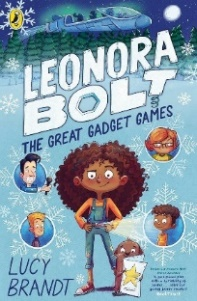 LEONORA
BOLT
THE GREAT GADGET GAMES
LUCY
BRANDT